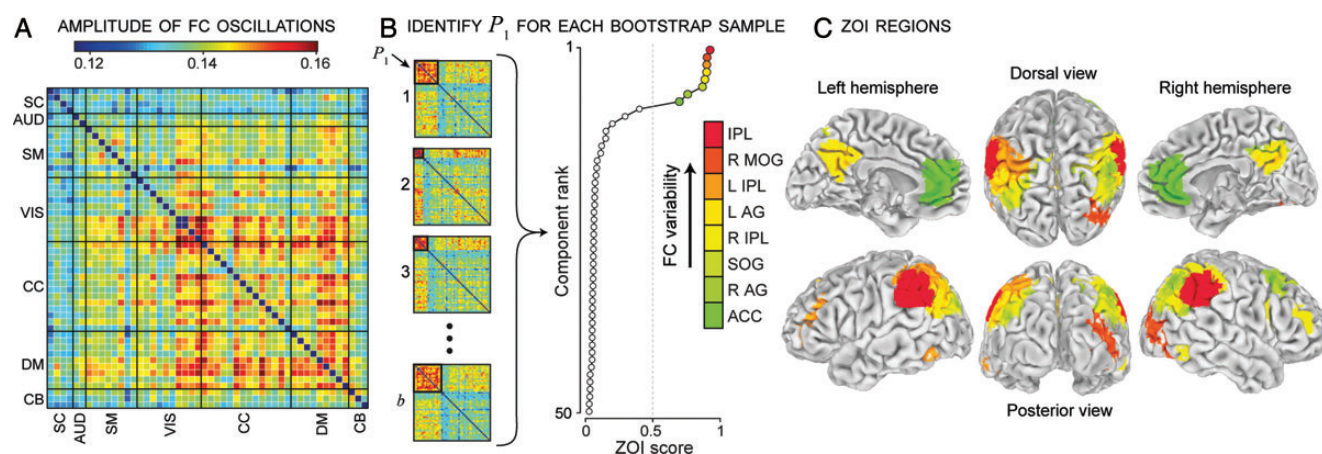 A AMPLITUDE OF FC OSCILLATIONS
0.12 0.14 0.16
SC
AUD
SM
VIS
CC
DM
CB
SC AUD SM VIS CC DM CB
B IDENTIFY P1 FOR EACH BOOTSTRAP SAMPLE
P1
1
2
3
b
Component rank
1
50
0 0.5 1
ZOI score
FC variability
IPL
R MOG
L IPL
L AG
R IPL
SOG
R AG
ACC
C ZOI REGIONS
Left hemisphere
Dorsal view
Right hemisphere
Posterior view